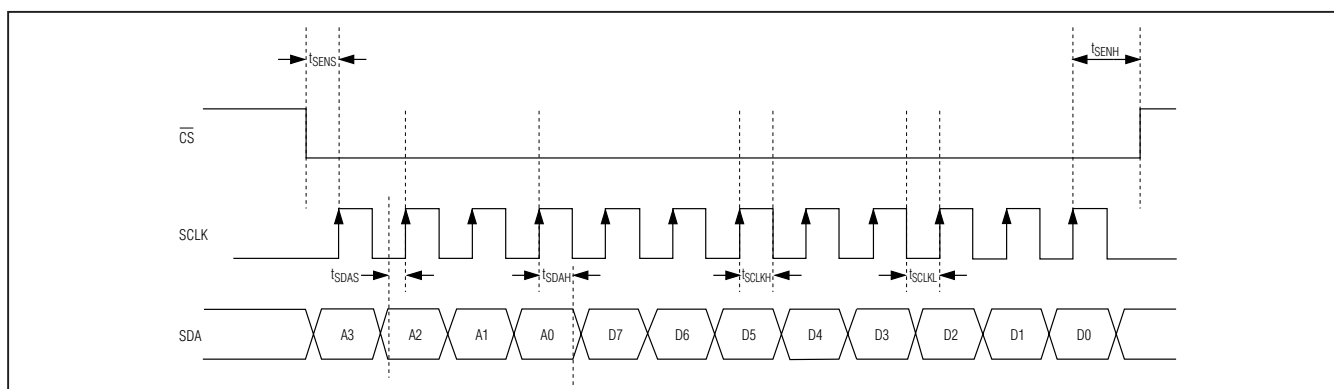 tSENS
tSENH
CS
SCLK
tSDAS
tSDAH
tSCLKH
tSCLKL
SDA
A3
A2
A1
A0
D7
D6
D5
D4
D3
D2
D1
D0